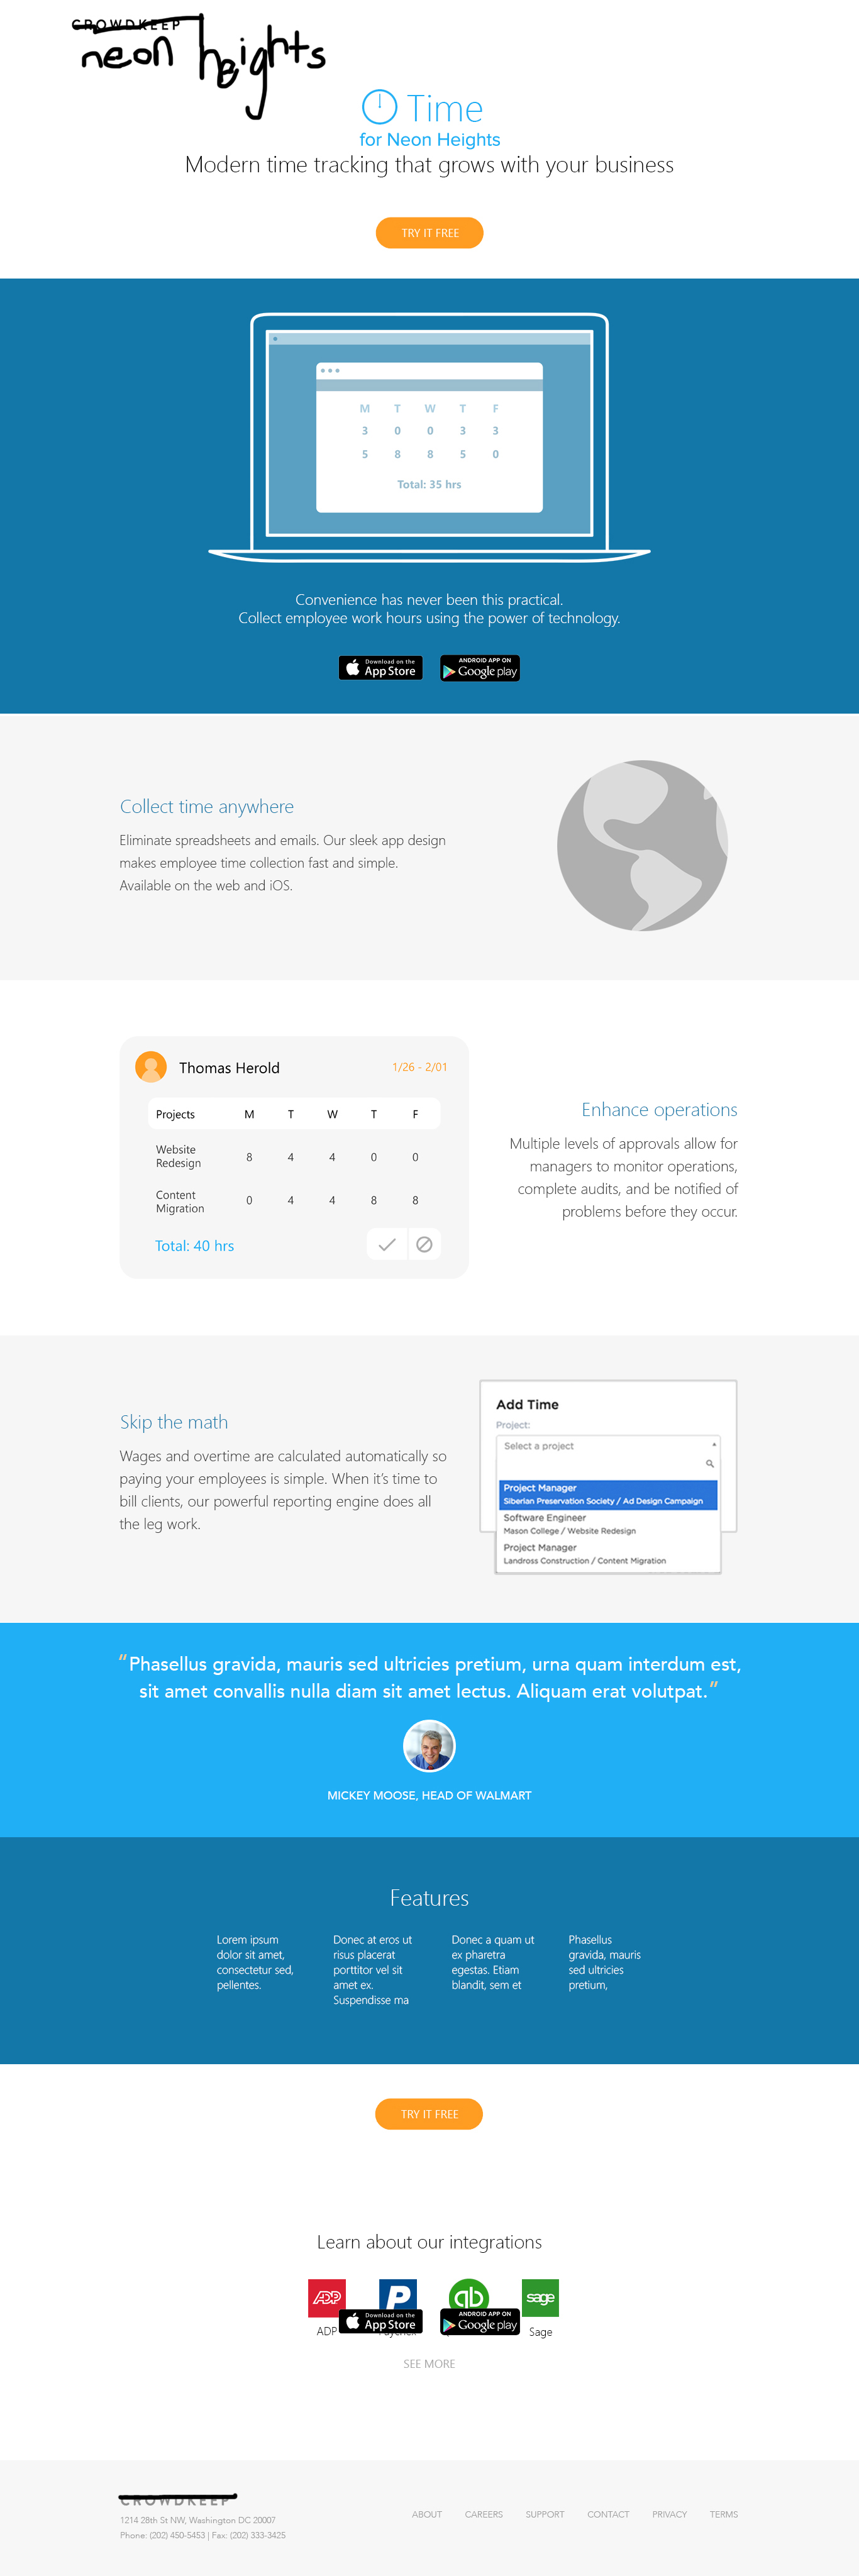 CROWDKEEP
neon heights
Time
for Neon Heights
Modern time tracking that grows with your business
TRY IT FREE
M T W T F
3 0 0 3 3
5 8 8 5 0
Total: 35 hrs
Convenience has never been this practical.
Collect employee work hours using the power of technology.
Download on the
App Store
ANDROID APP ON
Google play
Collect time anywhere
Eliminate spreadsheets and emails. Our sleek app design
makes employee time collection fast and simple.
Available on the web and iOS.
Thomas Herold 1/26 - 2/01
Projects M T W T F
Website
Redesign 8 4 4 0 0
Content
Migration 0 4 4 8 8
Total: 40 hrs
Enhance operations
Multiple levels of approvals allow for
managers to monitor operations,
complete audits, and be notified of
problems before they occur.
Skip the math
Wages and overtime are calculated automatically so
paying your employees is simple. When it's time to
bill clients, our powerful reporting engine does all
the leg work.
Add Time
Project:
Select a project
Project Manager
Siberian Preservation Society / Ad Design Campaign
Software Engineer
Mason College / Website Redesign
Project Manager
Landross Construction / Content Migration
“Phasellus gravida, mauris sed ultricies pretium, urna quam interdum est,
sit amet convallis nulla diam sit amet lectus. Aliquam erat volutpat.”
MICKEY MOOSE, HEAD OF WALMART
Features
Lorem ipsum
dolor sit amet,
consectetur sed,
pellentes.
Donec at eros ut
risus placerat
porttitor vel sit
amet ex.
Suspendisse ma
Donec a quam ut
ex pharetra
egestas. Etiam
blandit, sem et
Phasellus
gravida, mauris
sed ultricies
pretium,
TRY IT FREE
Learn about our integrations
ADP
P
qb
sage
Download on the
App Store
ANDROID APP ON
Google play
ADP
Sage
SEE MORE
CROWDKEEP
1214 28th St NW, Washington DC 20007
Phone: (202) 450-5453 | Fax: (202) 333-3425
ABOUT CAREERS SUPPORT CONTACT PRIVACY TERMS